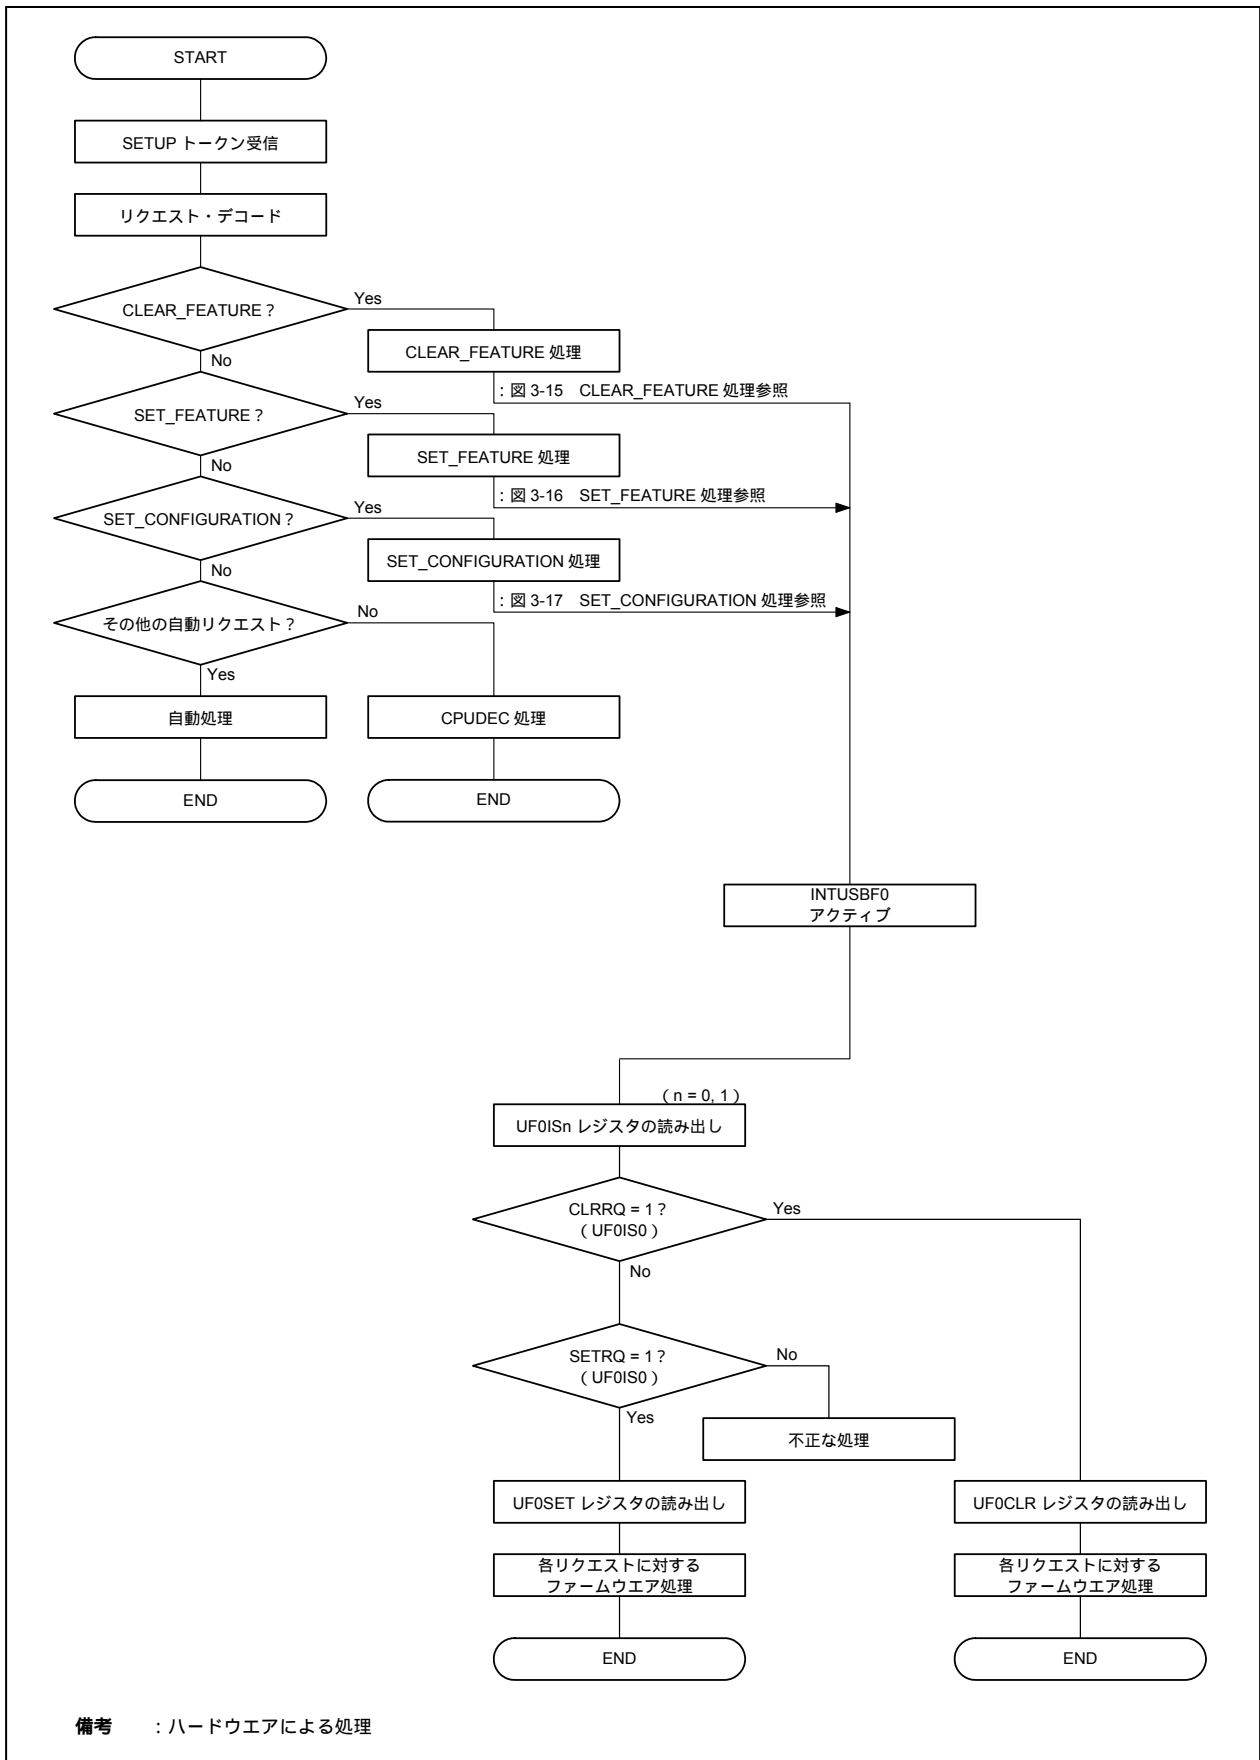 START
SETUP トークン受信
リクエスト・デコード
CLEAR_FEATURE？
Yes
CLEAR_FEATURE 処理
No
：図 3-15　CLEAR_FEATURE 処理参照
SET_FEATURE？
Yes
SET_FEATURE 処理
No
：図 3-16　SET_FEATURE 処理参照
SET_CONFIGURATION？
Yes
SET_CONFIGURATION 処理
No
：図 3-17　SET_CONFIGURATION 処理参照
その他の自動リクエスト？
No
Yes
自動処理
CPUDEC 処理
END
END
INTUSBF0
アクティブ
（n = 0, 1）
UF0ISn レジスタの読み出し
CLRRQ = 1？
（UF0IS0）
Yes
No
SETRQ = 1？
（UF0IS0）
No
Yes
不正な処理
UF0SET レジスタの読み出し
UF0CLR レジスタの読み出し
各リクエストに対する
ファームウエア処理
各リクエストに対する
ファームウエア処理
END
END
備考　：ハードウエアによる処理